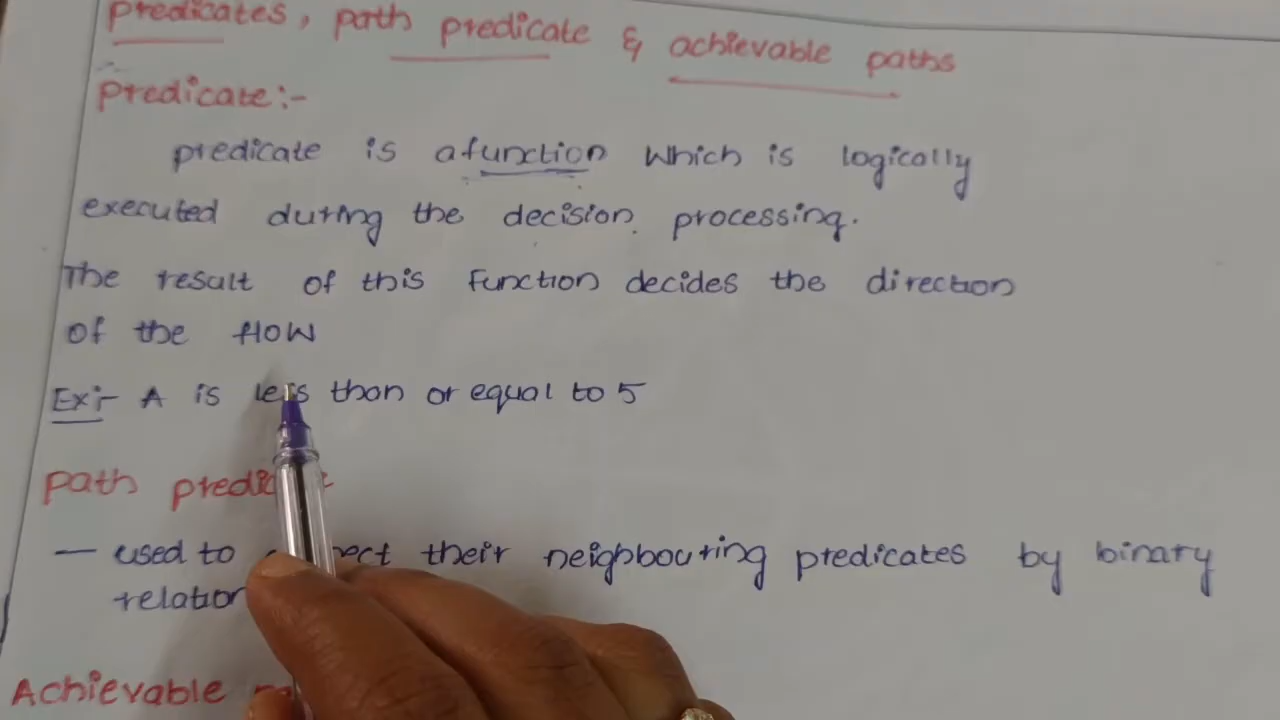 predicates, path predicate & achievable paths
predicate:-
predicate is a function which is logically
executed during the decision processing.
The result of this function decides the direction
of the flow
Ex:- A is less than or equal to 5
path
used to their neighbouring predicates by binary
Achievable